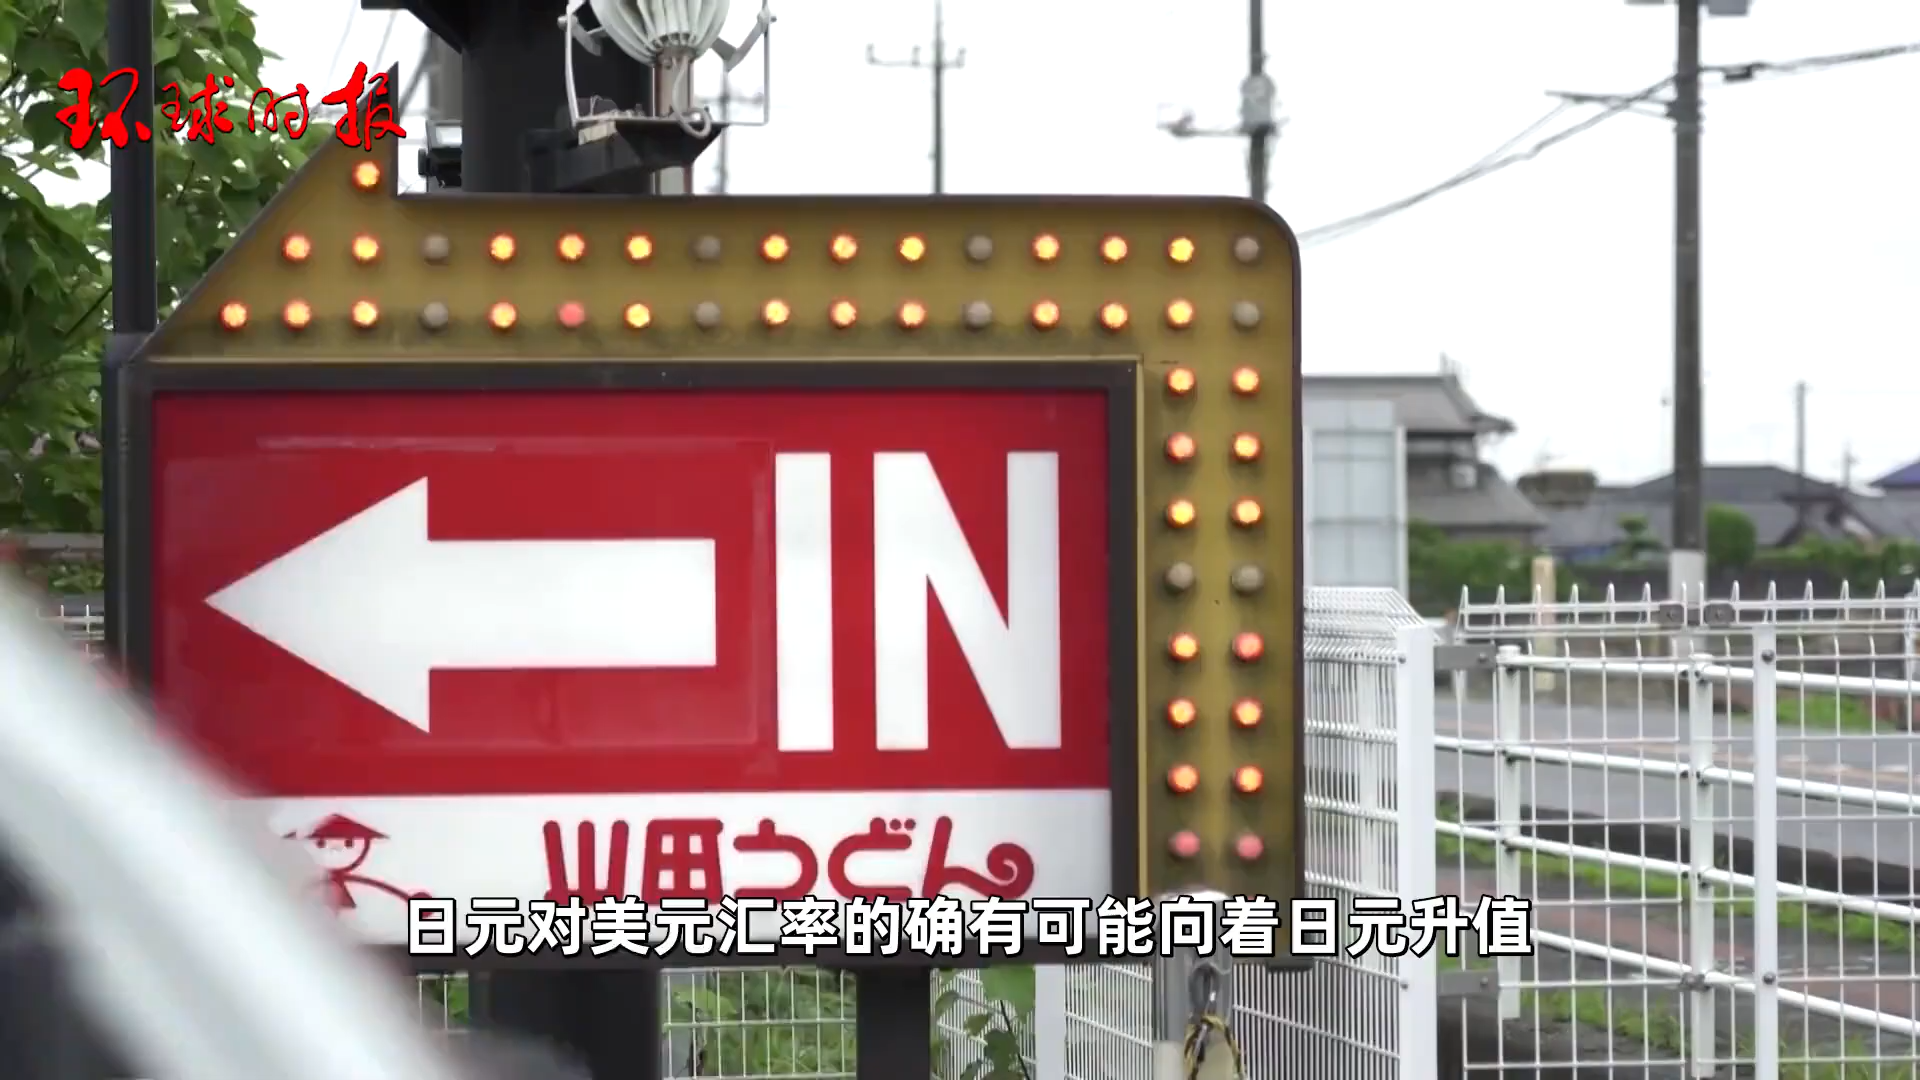 环球时报
IN
山田うどん
日元对美元汇率的确有可能向着日元升值